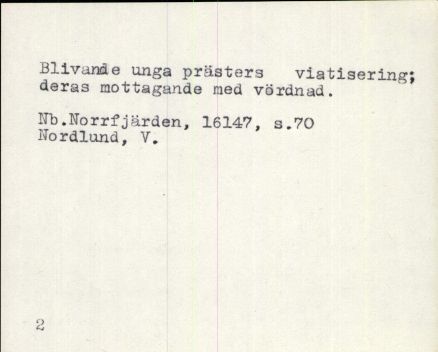 Blivande unga prästers viatisering;
deras mottagande med vördnad.
Nb.Norrfjärden, 16147, s.70
Nordlund, V.
2